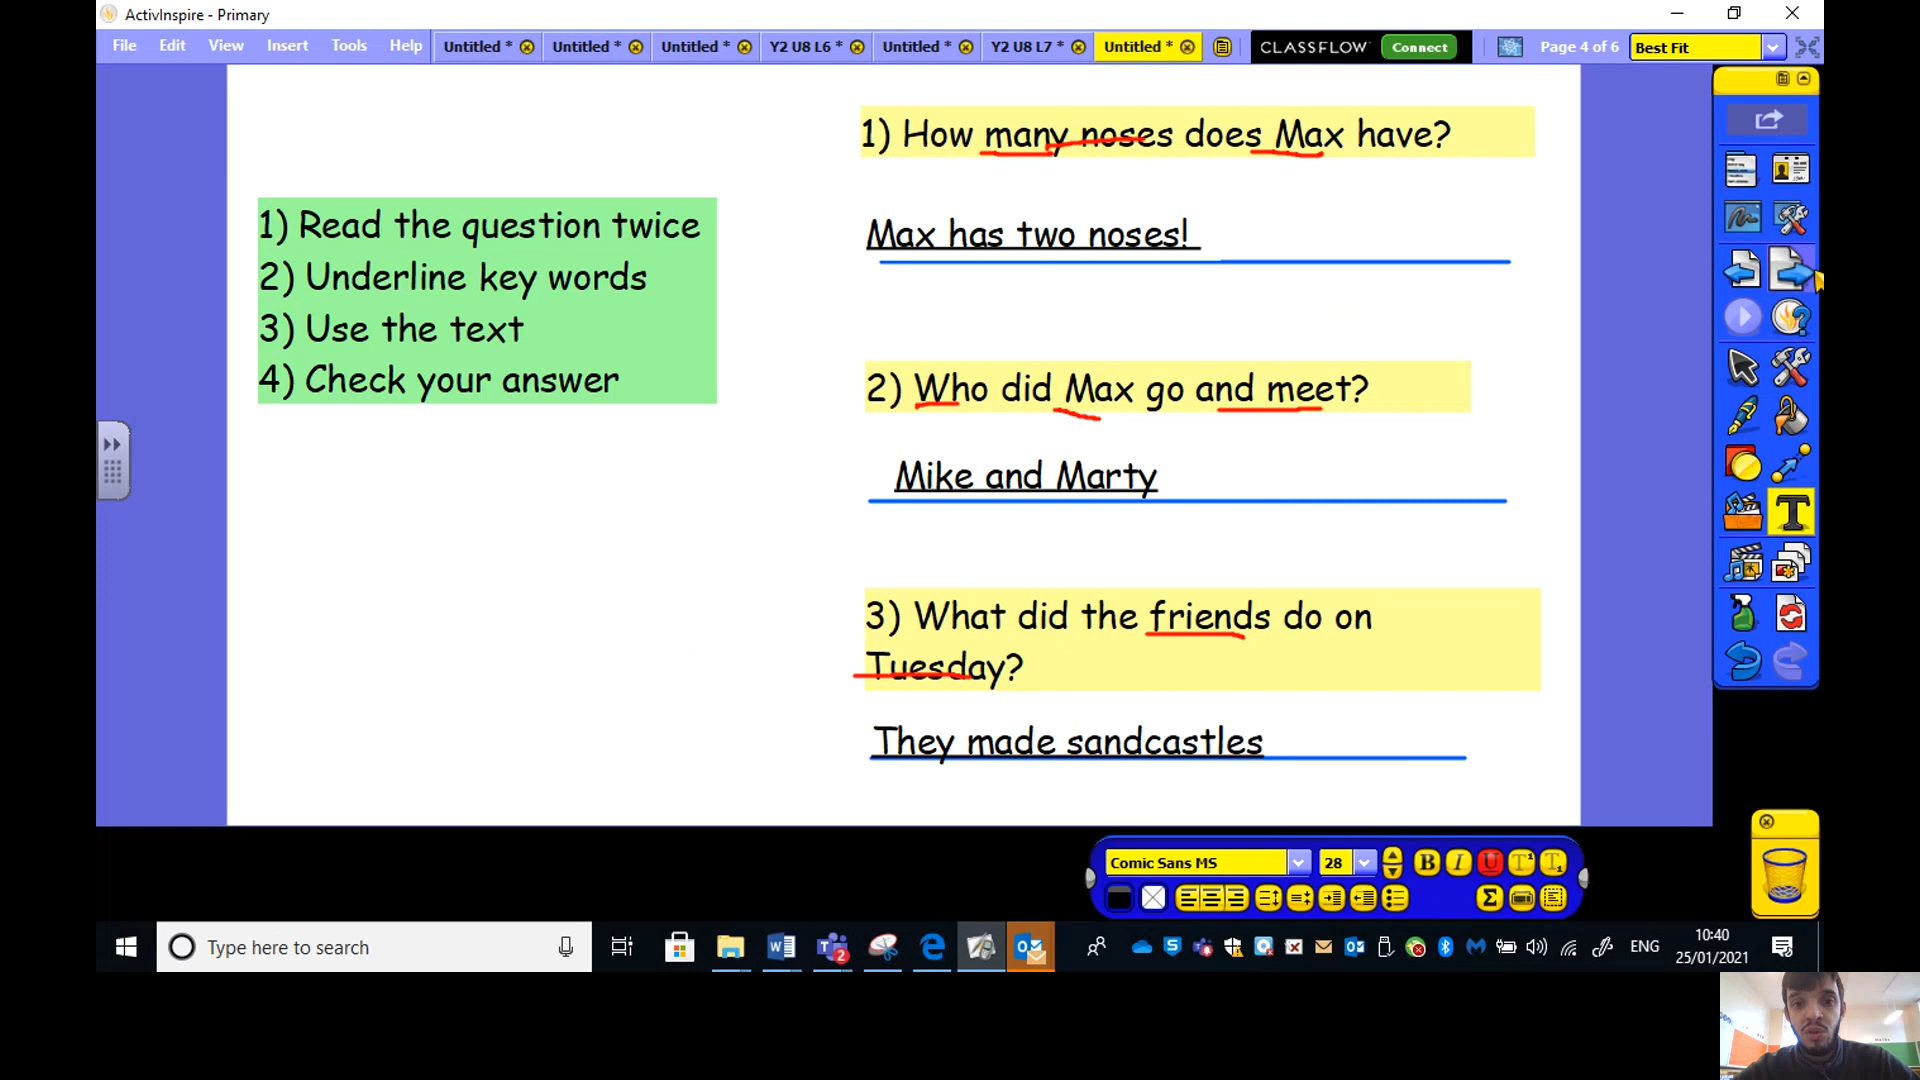 ActivInspire - Primary
File Edit View Insert Tools Help Untitled * Untitled * Untitled * Y2 U8 L6 * Untitled * Y2 U8 L7 * Untitled * CLASSFLOW Connect Page 4 of 6 Best Fit
1) How many noses does Max have?
Max has two noses!
1) Read the question twice
2) Underline key words
3) Use the text
4) Check your answer
2) Who did Max go and meet?
Mike and Marty
3) What did the friends do on
Tuesday?
They made sandcastles
Comic Sans MS 28 B I U
Type here to search
ENG
10:40
25/01/2021